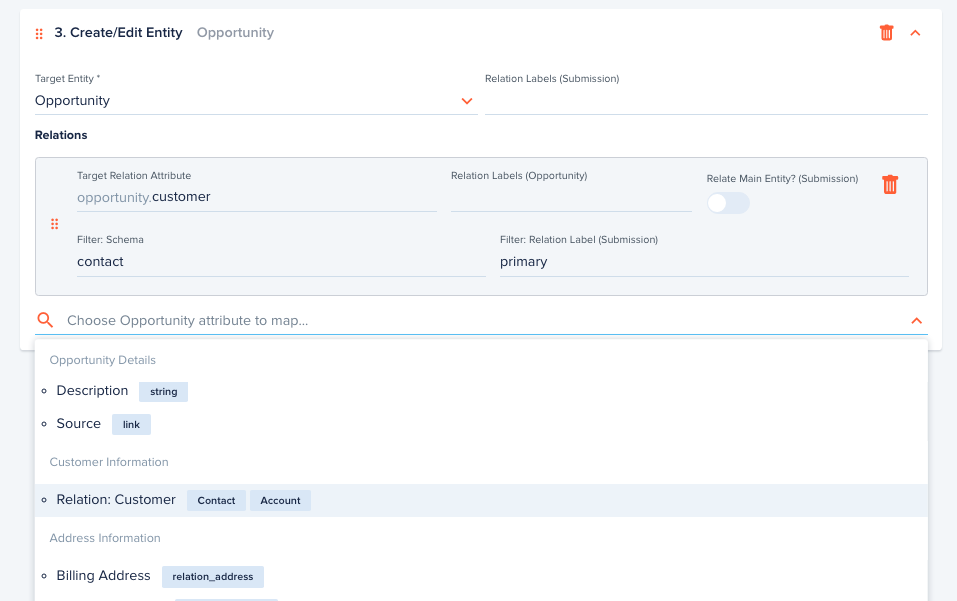 3. Create/Edit Entity Opportunity
Target Entity * Relation Labels (Submission)
Opportunity
Relations
Target Relation Attribute Relation Labels (Opportunity) Relate Main Entity? (Submission)
opportunity.customer
Filter: Schema Filter: Relation Label (Submission)
contact primary
Choose Opportunity attribute to map...
Opportunity Details
Description string
Source link
Customer Information
Relation: Customer Contact Account
Address Information
Billing Address relation_address